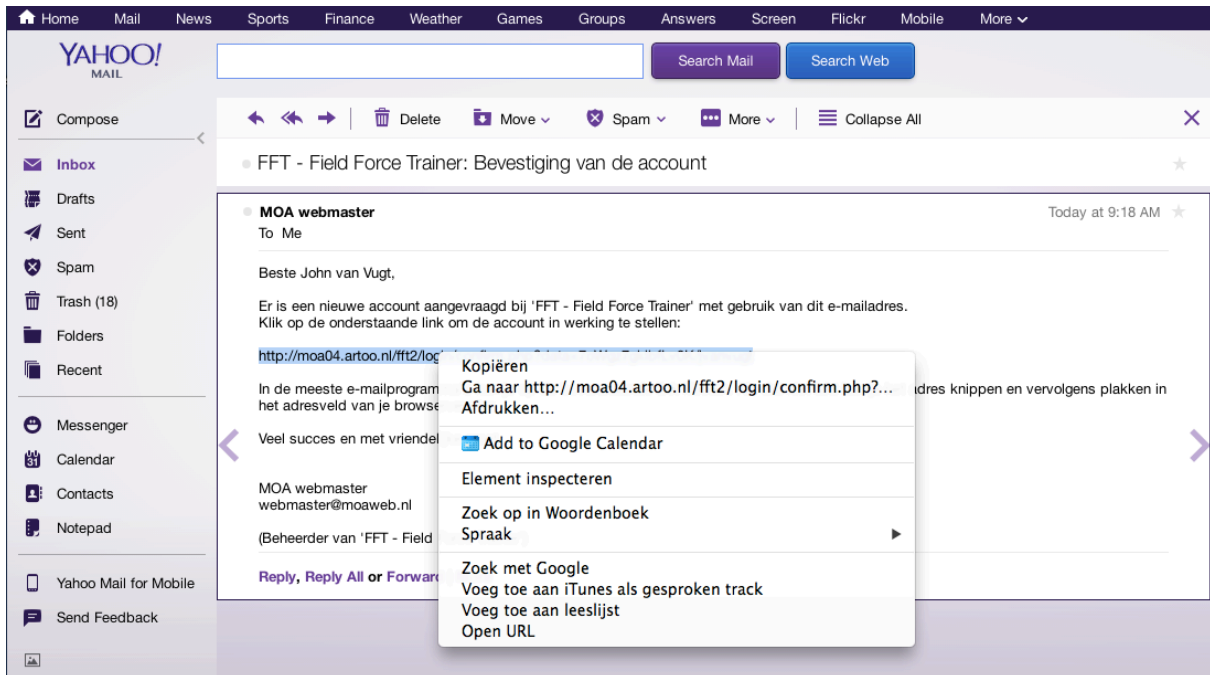 Home Mail News Sports Finance Weather Games Groups Answers Screen Flickr Mobile More
YAHOO!
MAIL
Search Mail Search Web
Compose
Inbox
Drafts
Sent
Spam
Trash (18)
Folders
Recent
Messenger
31
Calendar
Contacts
Notepad
Yahoo Mail for Mobile
Send Feedback
Delete Move Spam More Collapse All
FFT - Field Force Trainer: Bevestiging van de account
MOA webmaster Today at 9:18 AM
To Me
Beste John van Vugt,
Er is een nieuwe account aangevraagd bij 'FFT - Field Force Trainer' met gebruik van dit e-mailadres.
Klik op de onderstaande link om de account in werking te stellen:
http://moa04.artoo.nl/fft2/log
In de meeste e-mailprogram adres knippen en vervolgens plakken in
het adresveld van je browse
Veel succes en met vriendel
MOA webmaster
webmaster@moaweb.nl
(Beheerder van 'FFT - Field
Reply, Reply All or Forward
Kopiëren
Ga naar http://moa04.artoo.nl/fft2/login/confirm.php?...
Afdrukken...
Add to Google Calendar
Element inspecteren
Zoek op in Woordenboek
Spraak
Zoek met Google
Voeg toe aan iTunes als gesproken track
Voeg toe aan leeslijst
Open URL